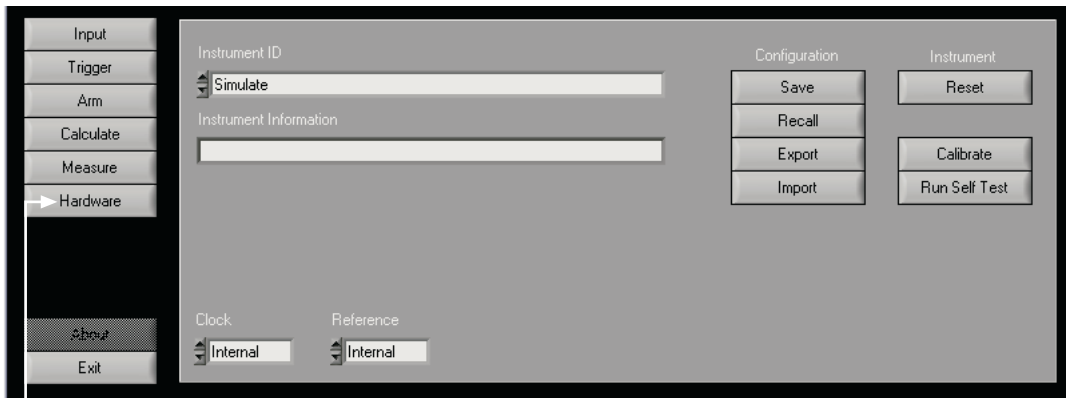 Input
Trigger
Arm
Calculate
Measure
Hardware
About
Exit
Instrument ID
Simulate
Instrument Information
Clock
Internal
Reference
Internal
Configuration
Save
Recall
Export
Import
Instrument
Reset
Calibrate
Run Self Test